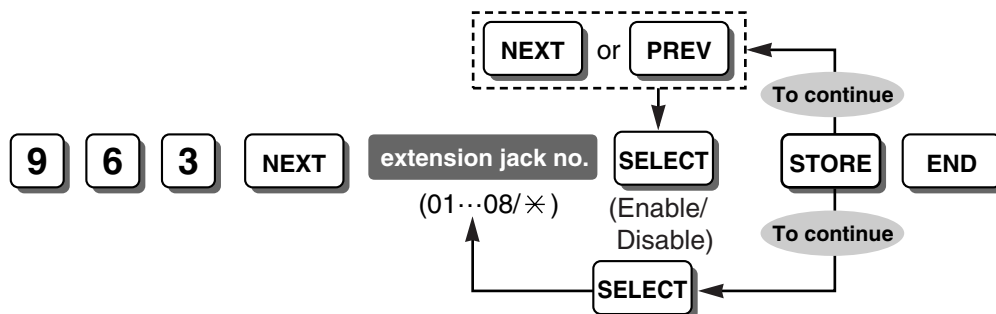 NEXT or PREV
To continue
9 6 3 NEXT extension jack no. SELECT STORE END
(01···08/✳)
(Enable/
Disable)
To continue
SELECT